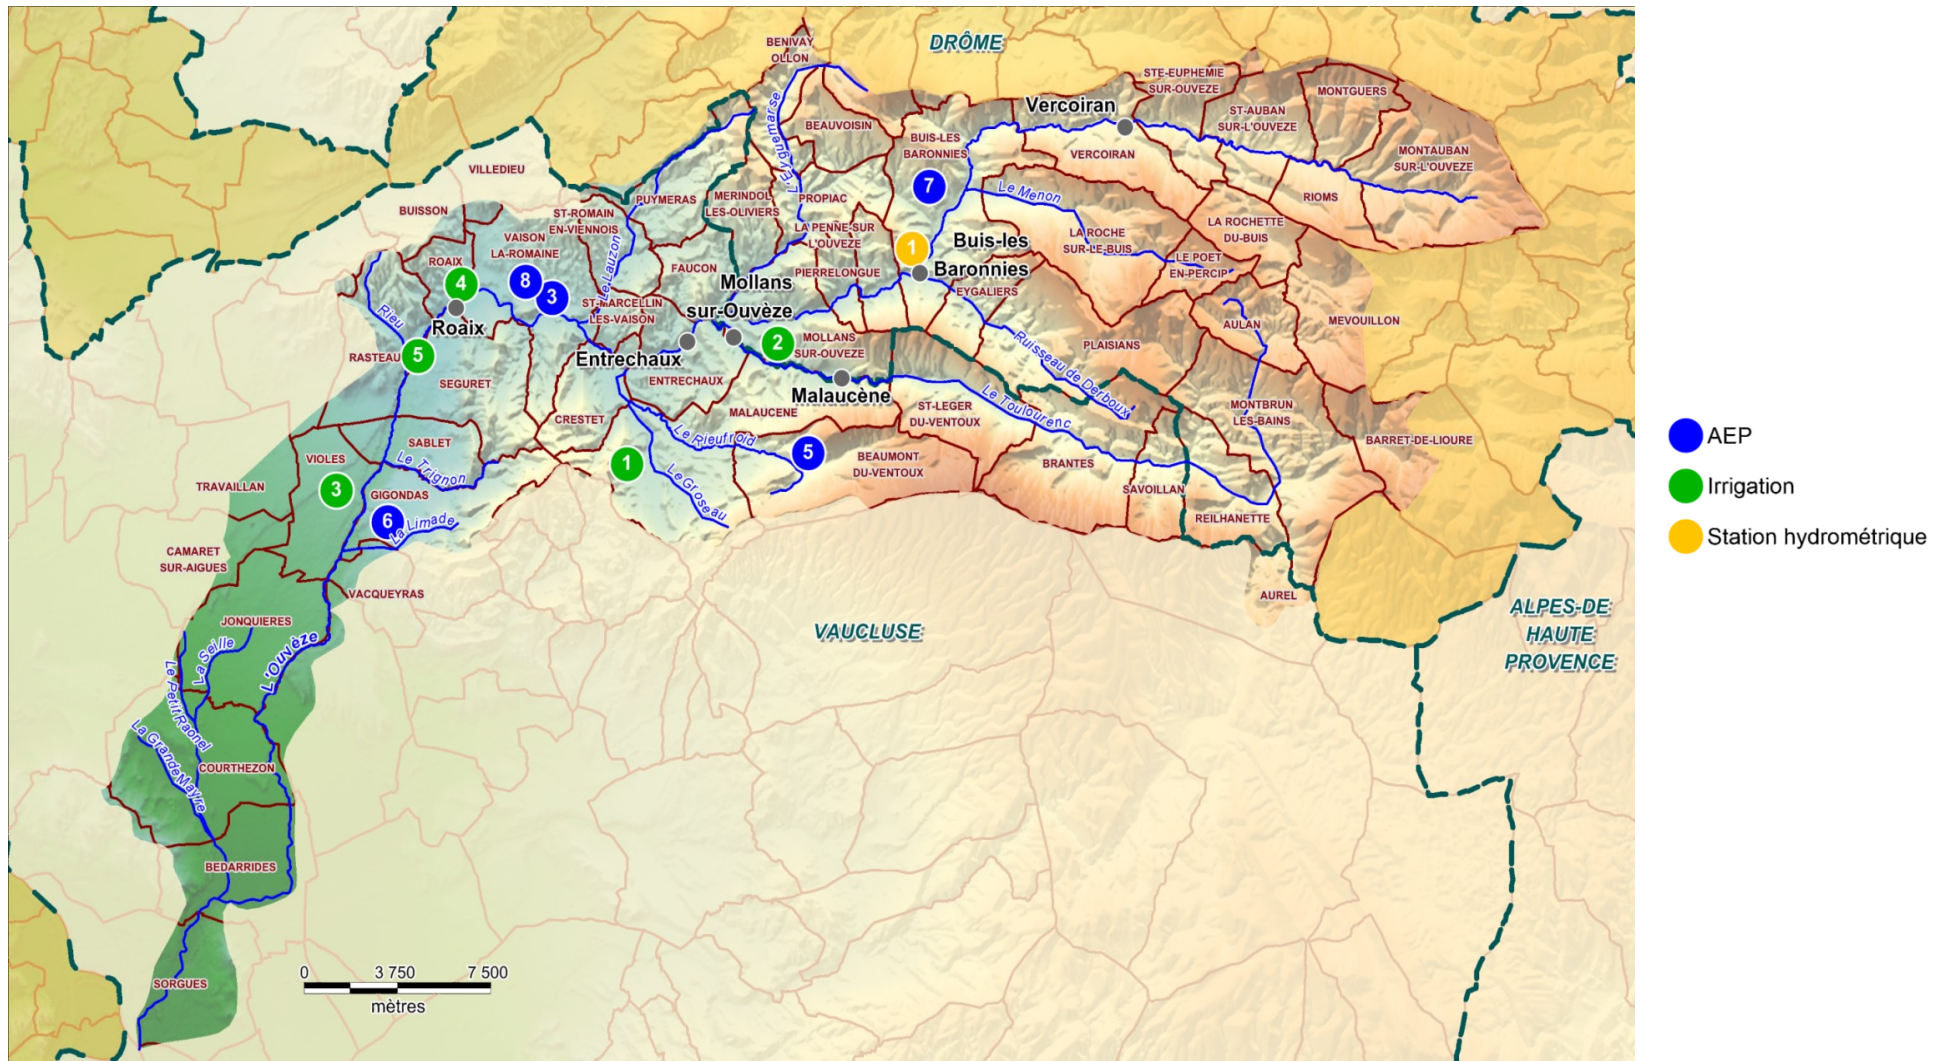 DRÔME
BENIVAY
OLLON
STE-EUPHEMIE
SUR-OUVEZE
MONTGUERS
Vercoiran
ST-AUBAN
SUR-L'OUVEZE
BEAUVOISIN
BUIS-LES
BARONNIES
VERCOIRAN
MONTAUBAN
SUR-L'OUVEZE
L'Eyguemarse
VILLEDIEU
7
Le Menon
RIOMS
PUYMERAS
MERINDOL
LES-OLIVIERS
PROPIAC
BUISSON
ST-ROMAIN
EN-VIENNOIS
LA PENNE-SUR
L'OUVEZE
LA ROCHETTE
DU-BUIS
VAISON
LA-ROMAINE
LA ROCHE
SUR-LE-BUIS
1
Buis-les
Baronnies
ROAIX
Le Lauzon
FAUCON
PIERRELONGUE
LE POET
EN-PERCIP
4
8
3
Mollans
sur-Ouvèze
EYGALIERS
ST-MARCELLIN
LES-VAISON
Rieu
Roaix
AULAN
MEVOUILLON
RASTEAU
5
Entrechaux
2
MOLLANS
SUR-OUVEZE
PLAISIANS
Ruisseau de Derboux
SEGURET
ENTRECHAUX
Malaucène
Le Toulourenc
MONTBRUN
LES-BAINS
CRESTET
MALAUCENE
ST-LEGER
DU-VENTOUX
SABLET
Le Rieufroid
BARRET-DE-LIOURE
AEP
VIOLES
Le Trignon
1
5
BEAUMONT
DU-VENTOUX
BRANTES
TRAVAILLAN
3
GIGONDAS
Le Groseau
SAVOILLAN
Irrigation
6
La Limade
REILHANETTE
Station hydrométrique
CAMARET
SUR-AIGUES
VACQUEYRAS
AUREL
JONQUIERES
VAUCLUSE
ALPES-DE
HAUTE
PROVENCE
La Seille
L'Ouvèze
Le Petit Raonel
La Grande Mayre
COURTHEZON
BEDARRIDES
SORGUES
0 3 750 7 500
mètres